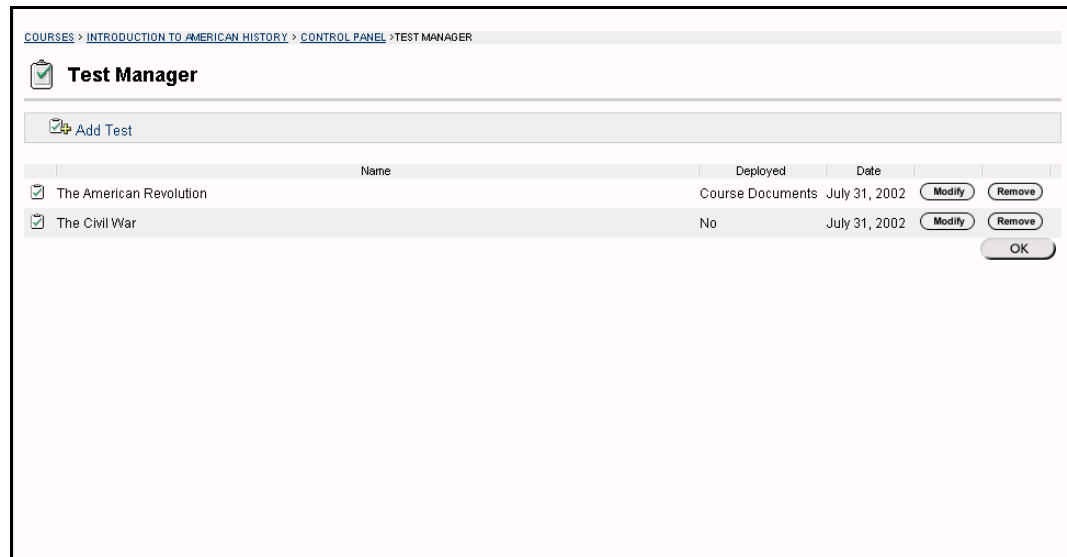 COURSES > INTRODUCTION TO AMERICAN HISTORY > CONTROL PANEL >TEST MANAGER
Test Manager
Add Test
Name Deployed Date
The American Revolution Course Documents July 31, 2002 Modify Remove
The Civil War No July 31, 2002 Modify Remove
OK